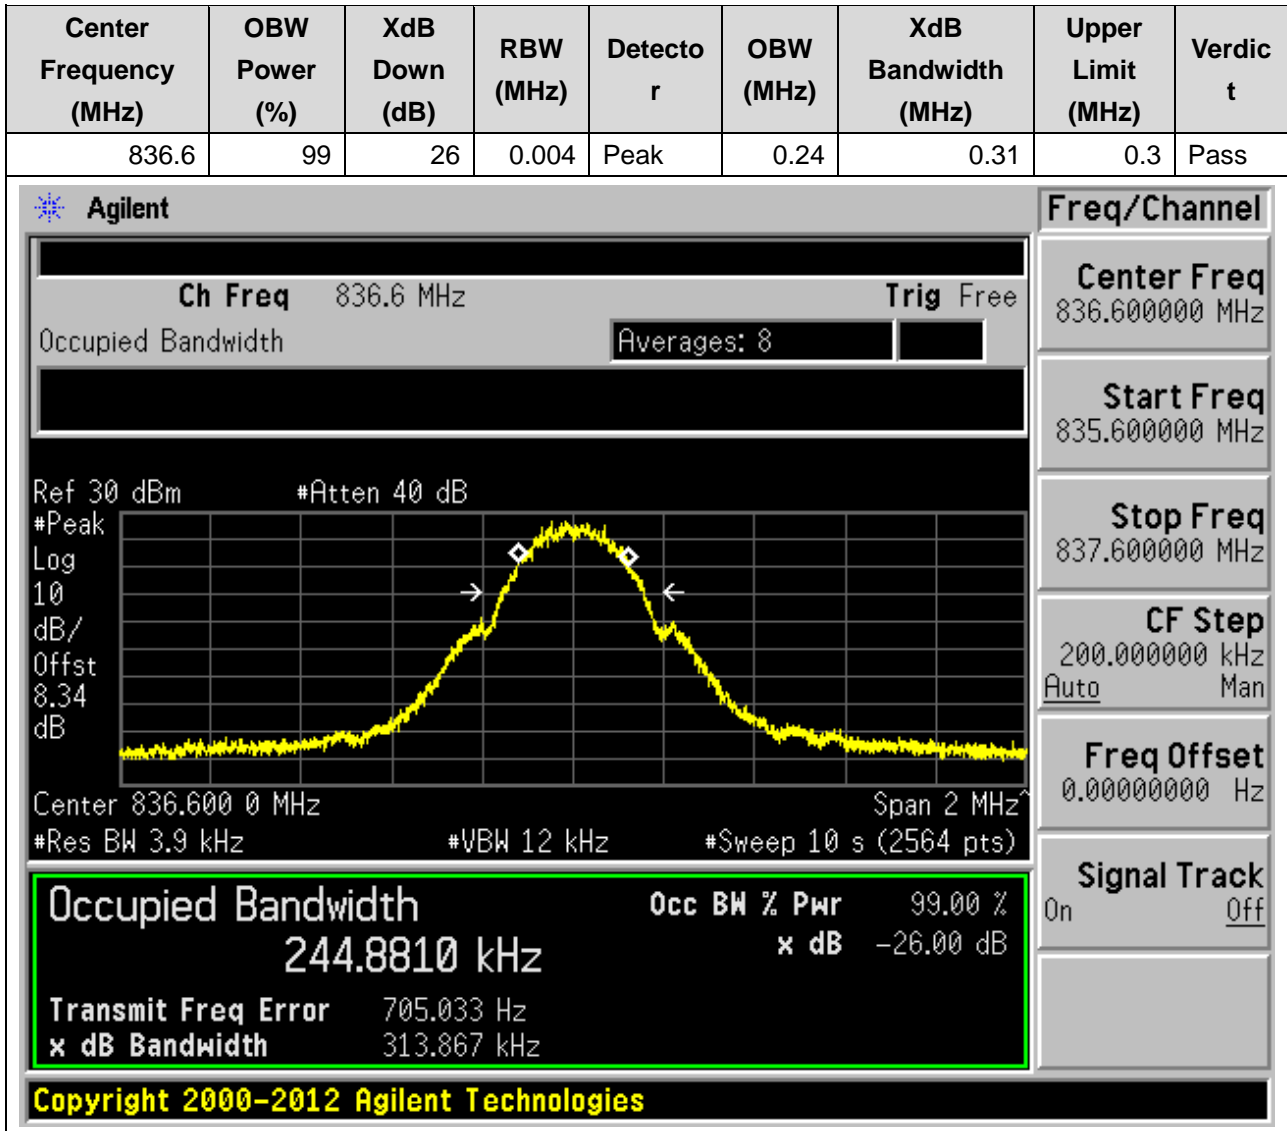 Center Frequency (MHz) OBW Power (%) XdB Down (dB) RBW (MHz) Detecto r OBW (MHz) XdB Bandwidth (MHz) Upper Limit (MHz) Verdic t
836.6 99 26 0.004 Peak 0.24 0.31 0.3 Pass
Agilent
Freq/Channel
Ch Freq 836.6 MHz Trig Free
Occupied Bandwidth Averages: 8
Ref 30 dBm #Atten 40 dB
#Peak
Log
10
dB/
Offst
8.34
dB
Center 836.600 0 MHz Span 2 MHz^
#Res BW 3.9 kHz #VBW 12 kHz #Sweep 10 s (2564 pts)
Occupied Bandwidth Occ BW % Pwr 99.00 %
244.8810 kHz x dB -26.00 dB
Transmit Freq Error 705.033 Hz
x dB Bandwidth 313.867 kHz
Center Freq
836.600000 MHz
Start Freq
835.600000 MHz
Stop Freq
837.600000 MHz
CF Step
200.000000 kHz
Auto Man
Freq Offset
0.00000000 Hz
Signal Track
On Off
Copyright 2000-2012 Agilent Technologies